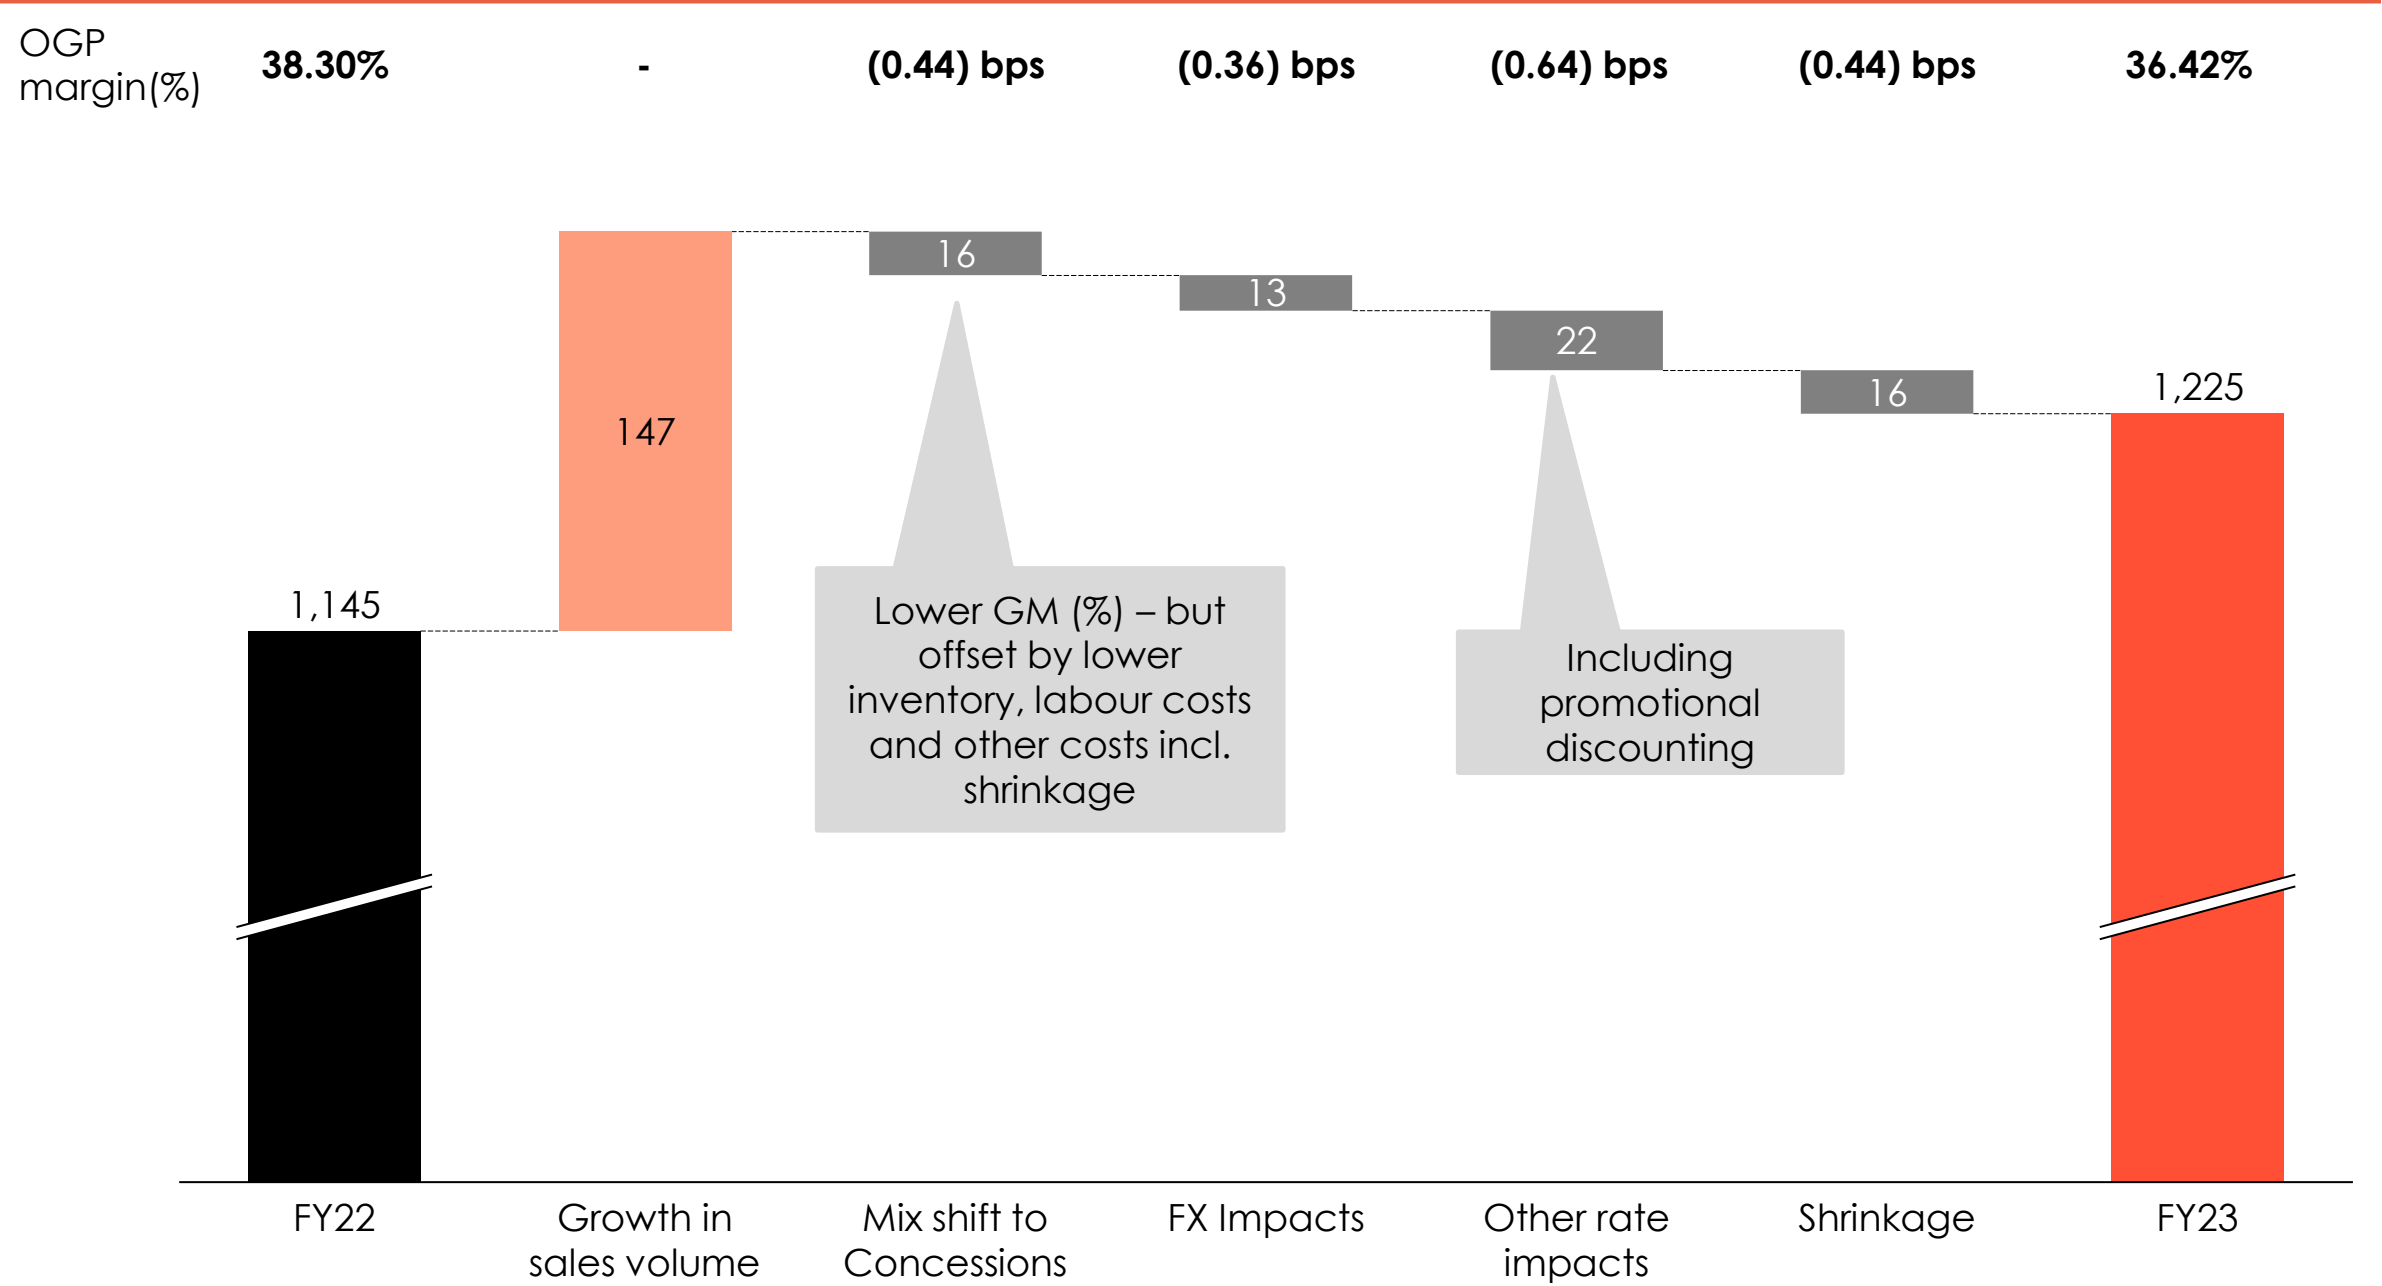 OGP
margin(%)
38.30% - (0.44) bps (0.36) bps (0.64) bps (0.44) bps 36.42%
16
13
22
16
1,225
147
1,145
Lower GM (%) – but
offset by lower
inventory, labour costs
and other costs incl.
shrinkage
Including
promotional
discounting
FY22
Growth in
sales volume
Mix shift to
Concessions
FX Impacts
Other rate
impacts
Shrinkage
FY23